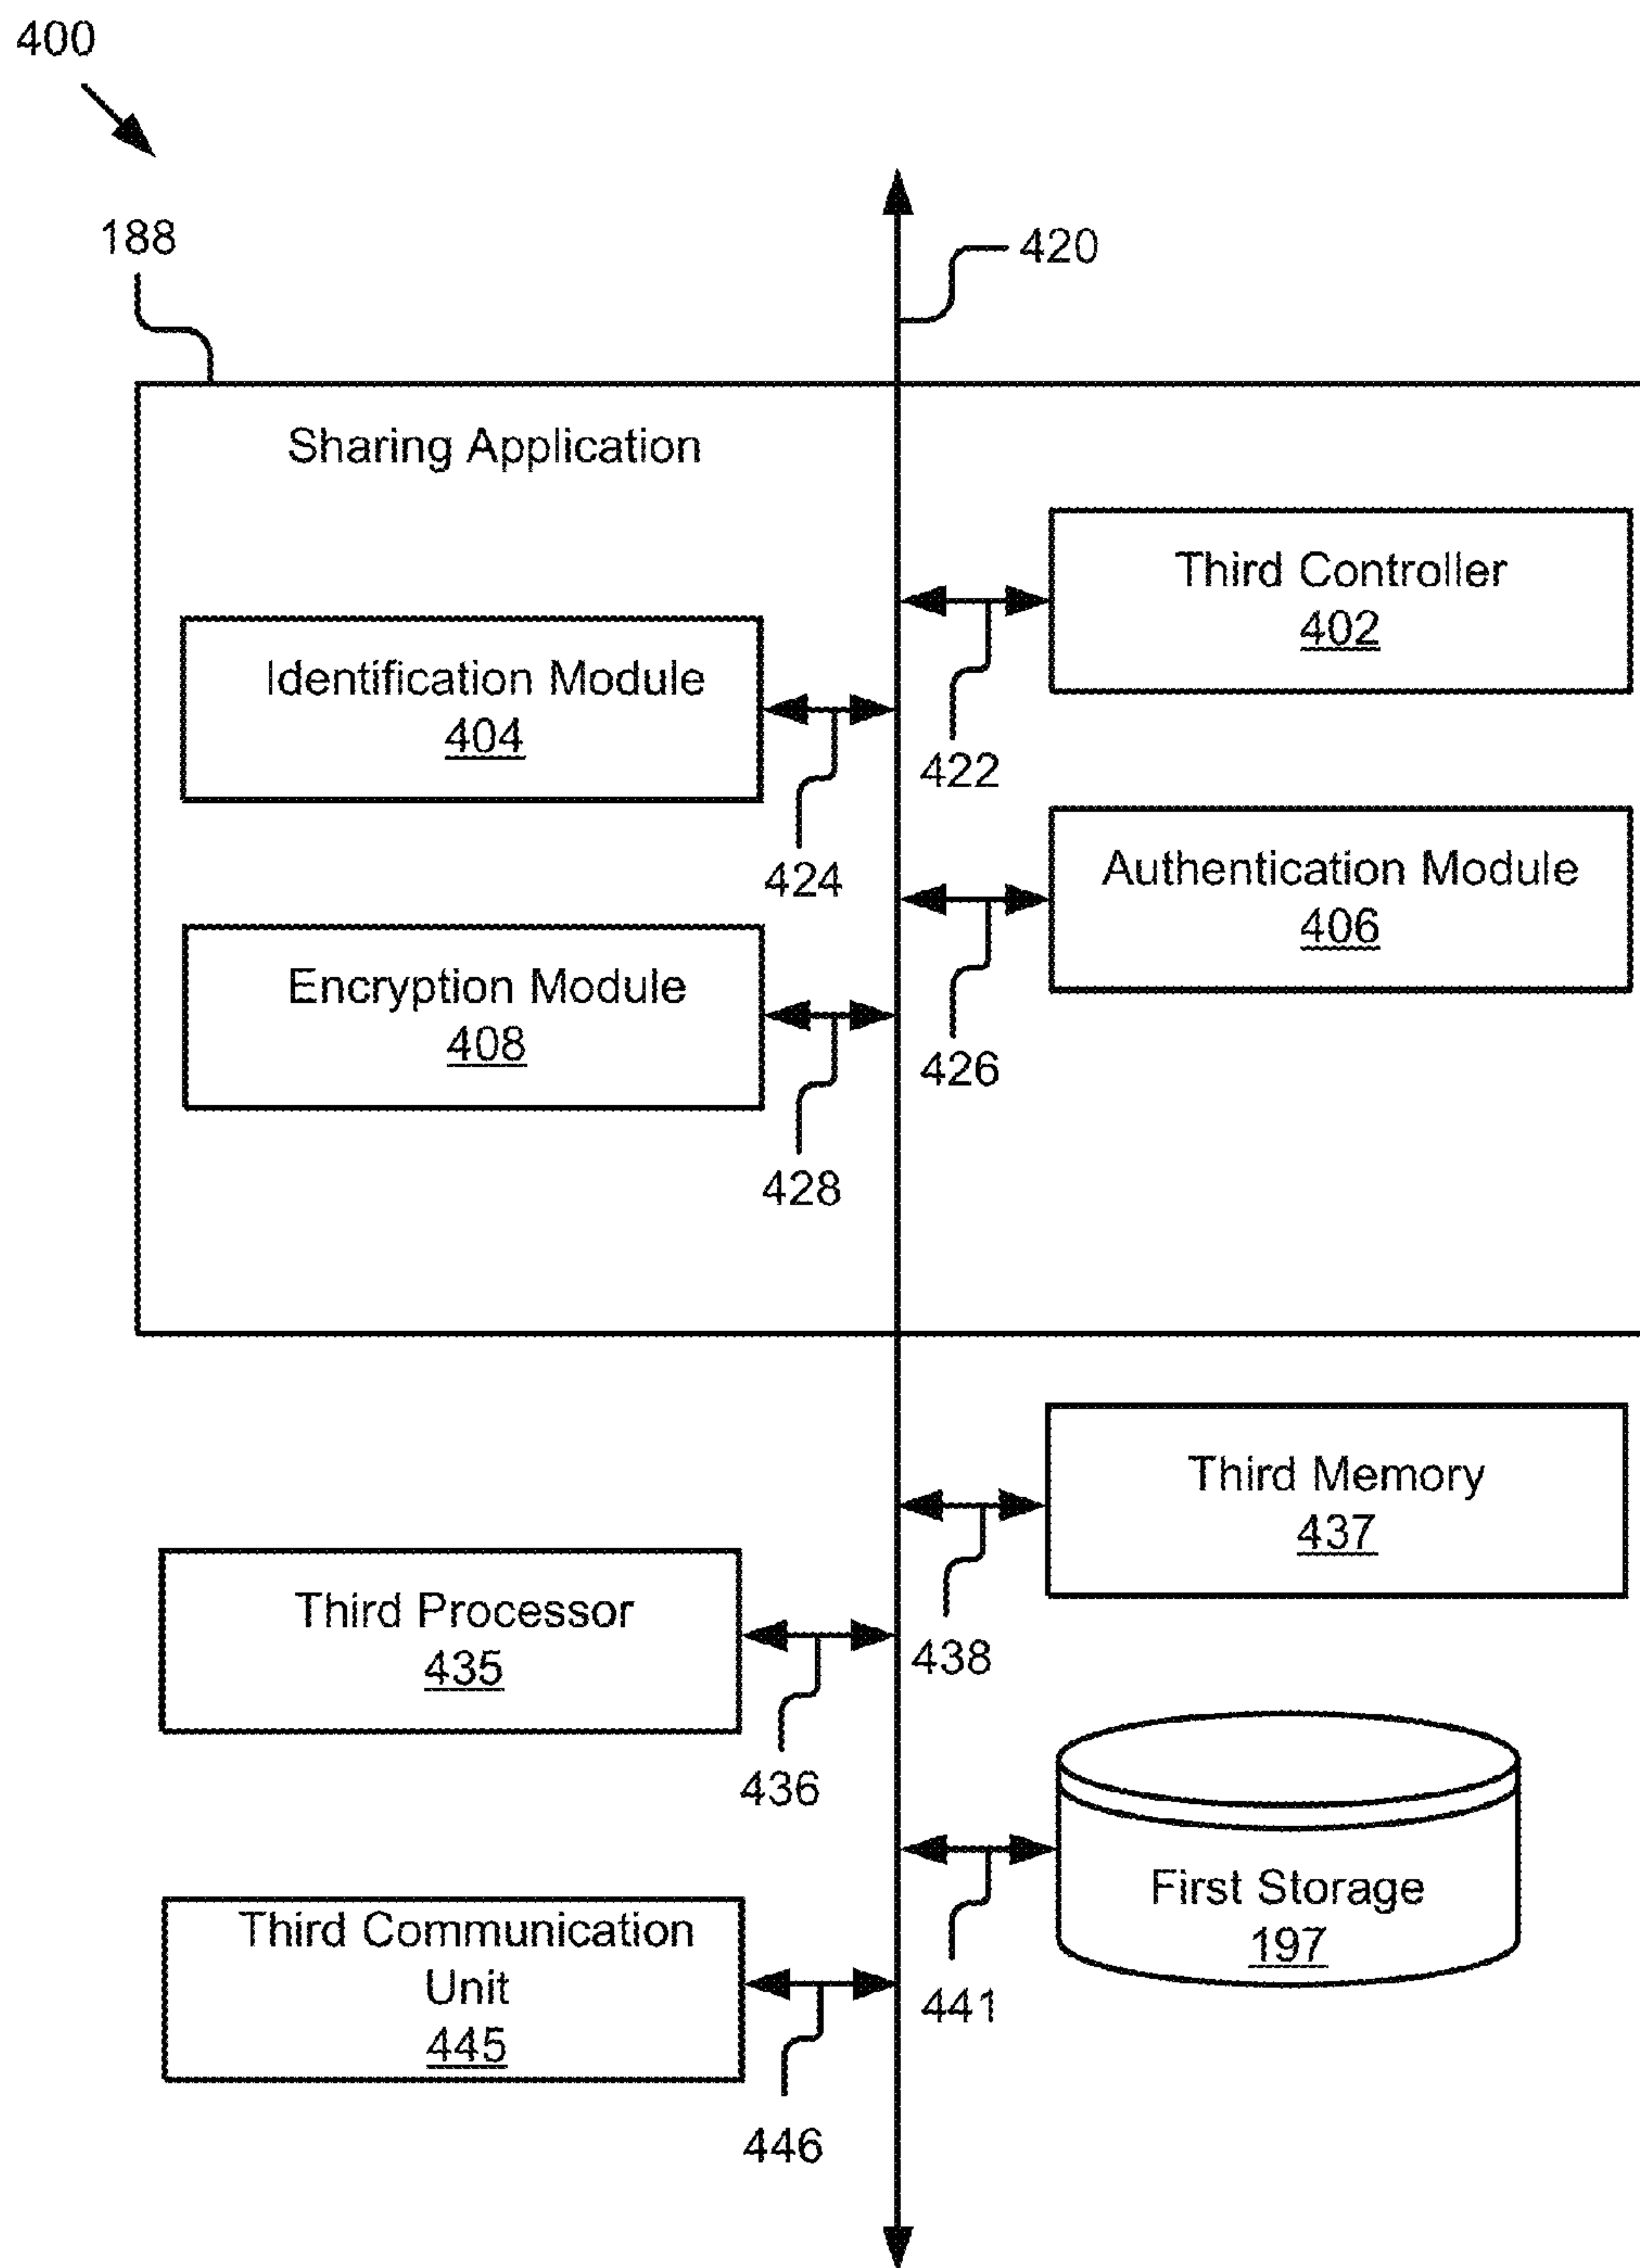 400
188
420
Sharing Application
Third Controller
402
Identification Module
404
422
424
Authentication Module
406
Encryption Module
408
426
428
Third Memory
437
Third Processor
435
438
436
First Storage
197
Third Communication
Unit
445
441
446